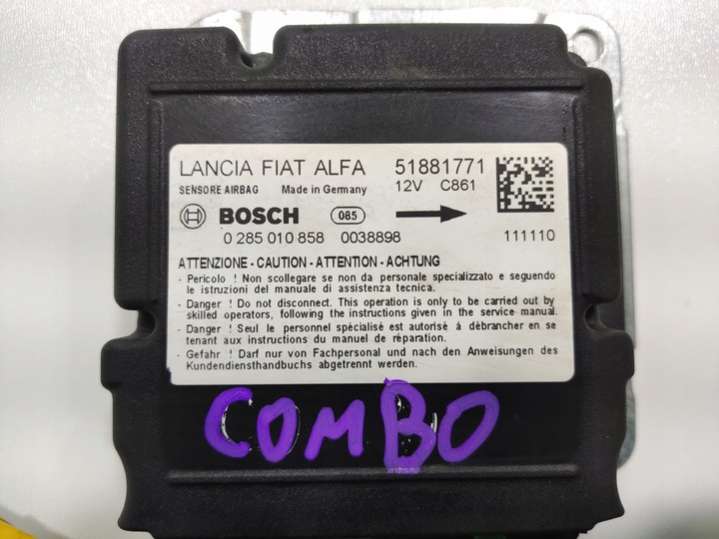 LANCIA FIAT ALFA 51881771
SENSORE AIRBAG Made in Germany 12V C861
BOSCH 085
0 285 010 858 0038898 111110
ATTENZIONE - CAUTION - ATTENTION - ACHTUNG
- Pericolo ! Non scollegare se non da personale specializzato e seguendo
le istruzioni del manuale di assistenza tecnica.
- Danger ! Do not disconnect. This operation is only to be carried out by
skilled operators, following the instructions given in the service manual.
- Danger ! Seul le personnel spécialisé est autorisé à débrancher en se
tenant aux instructions du manuel de réparation.
- Gefahr ! Darf nur von Fachpersonal und nach den Anweisungen des
Kundendiensthandbuchs abgetrennt werden.
COMBO